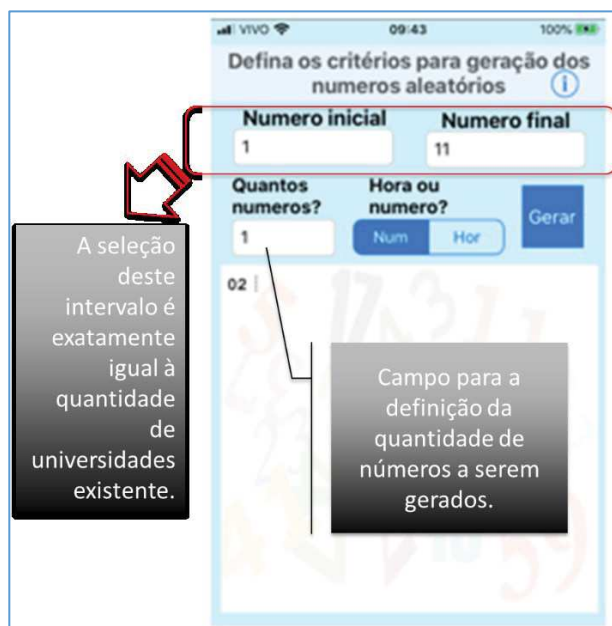 VIVO 09:43 100%
Defina os critérios para geração dos
numeros aleatórios i
Numero inicial Numero final
1 11
Quantos Hora ou
numeros? numero?
1 Num Hor Gerar
02
A seleção
deste
intervalo é
exatamente
igual à
quantidade
de
universidades
existente.
Campo para a
definição da
quantidade de
números a serem
gerados.